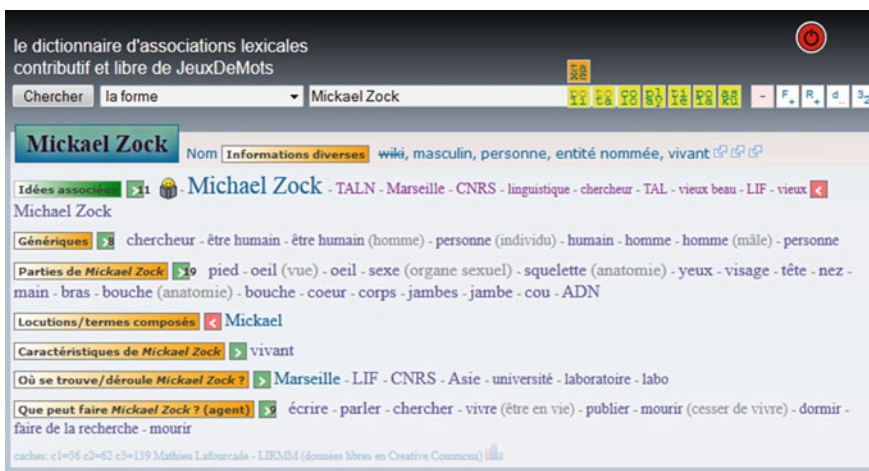 le dictionnaire d'associations lexicales
contributif et libre de JeuxDeMots
Chercher la forme Mickael Zock - F+ R+ d..
Mickael Zock Nom Informations diverses wiki, masculin, personne, entité nommée, vivant
Idées associées >11 - Michael Zock - TALN - Marseille - CNRS - linguistique - chercheur - TAL - vieux beau - LIF - vieux <
Michael Zock
Génériques >8 chercheur - être humain - être humain (homme) - personne (individu) - humain - homme - homme (mâle) - personne
Parties de Mickael Zock >19 pied - oeil (vue) - oeil - sexe (organe sexuel) - squelette (anatomie) - yeux - visage - tête - nez -
main - bras - bouche (anatomie) - bouche - coeur - corps - jambes - jambe - cou - ADN
Locutions/termes composés < Mickael
Caractéristiques de Mickael Zock > vivant
Où se trouve/déroule Mickael Zock ? > Marseille - LIF - CNRS - Asie - université - laboratoire - labo
Que peut faire Mickael Zock ? (agent) >9 écrire - parler - chercher - vivre (être en vie) - publier - mourir (cesser de vivre) - dormir -
faire de la recherche - mourir
caches: c1=36 c2=62 c3=139 Mathieu Lafourcade - LIRMM (données libres en Creative Commons)